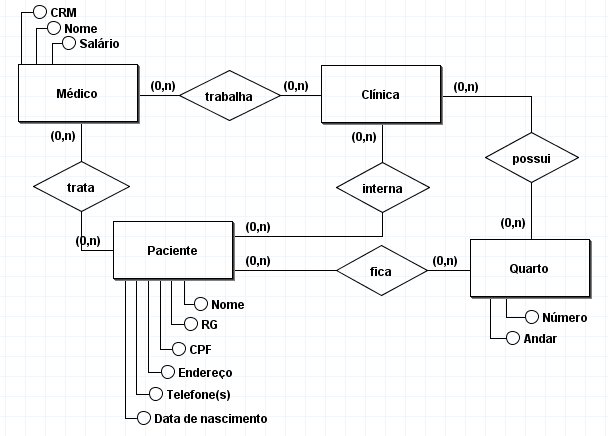 CRM
Nome
Salário
Médico
(0,n)
trabalha
(0,n)
Clínica
(0,n)
(0,n)
(0,n)
possui
trata
interna
(0,n)
(0,n)
(0,n)
Paciente
(0,n)
fica
(0,n)
Quarto
Nome
RG
CPF
Endereço
Telefone(s)
Data de nascimento
Número
Andar